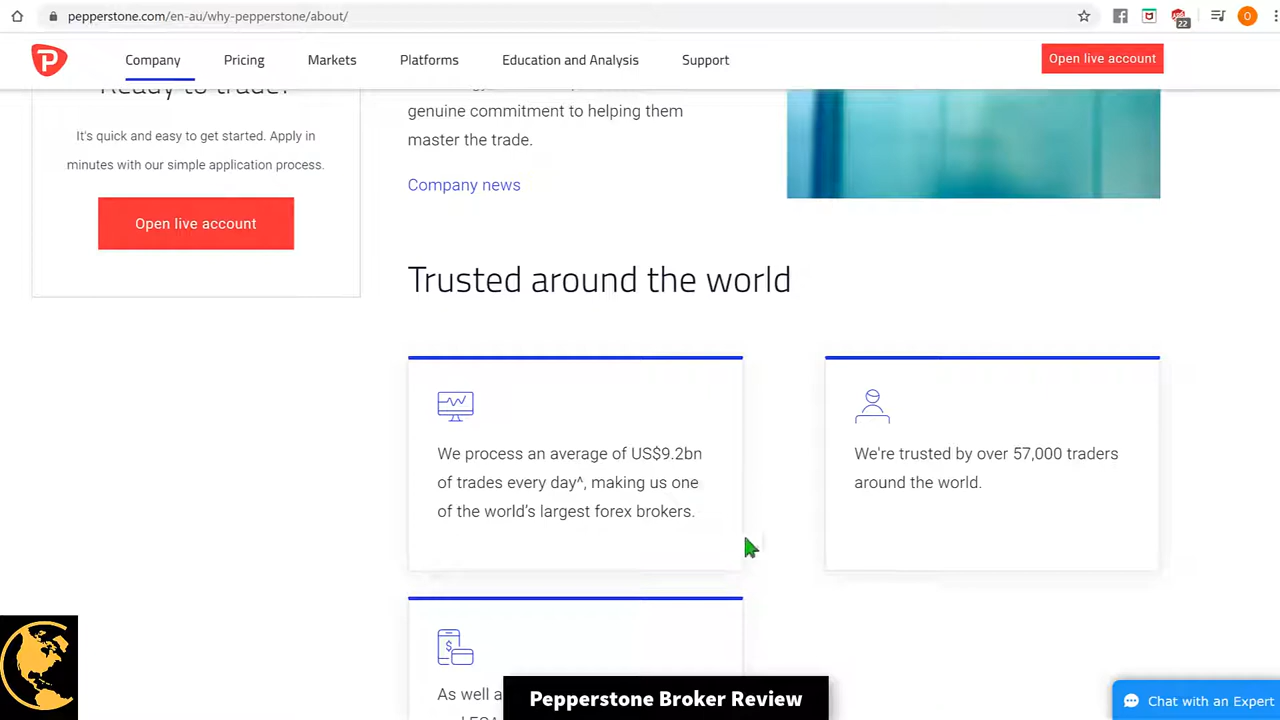 pepperstone.com/en-au/why-pepperstone/about/
22
O
P
Company Pricing Markets Platforms Education and Analysis Support
Open live account
Ready to trade?
It's quick and easy to get started. Apply in
minutes with our simple application process.
Open live account
genuine commitment to helping them
master the trade.
Company news
Trusted around the world
We process an average of US$9.2bn
of trades every day^, making us one
of the world's largest forex brokers.
We're trusted by over 57,000 traders
around the world.
As well a
Pepperstone Broker Review
Chat with an Expert